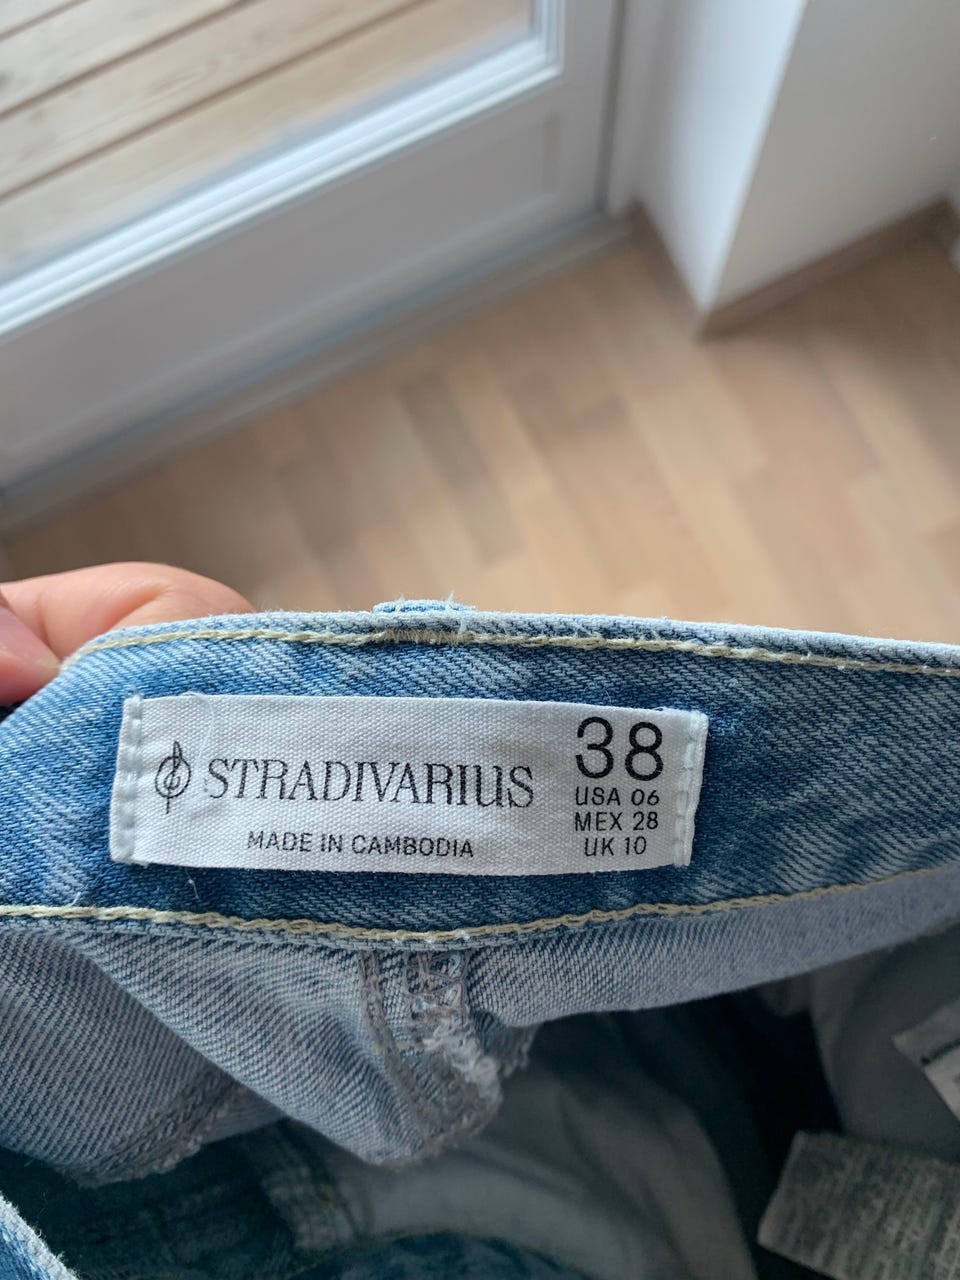 STRADIVARIUS
MADE IN CAMBODIA
38
USA 06
MEX 28
UK 10